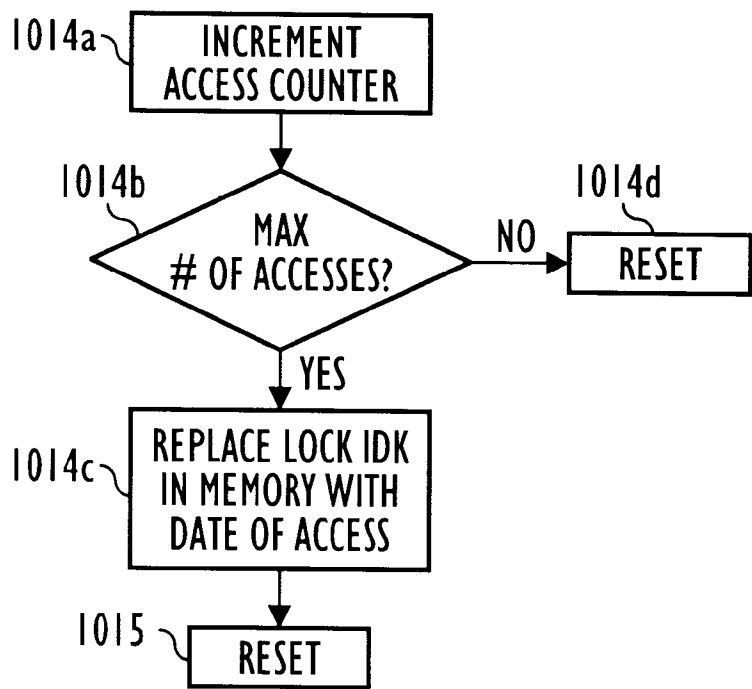 1014a
INCREMENT
ACCESS COUNTER
1014b
MAX
# OF ACCESSES?
NO
1014d
RESET
YES
1014c
REPLACE LOCK IDK
IN MEMORY WITH
DATE OF ACCESS
1015
RESET